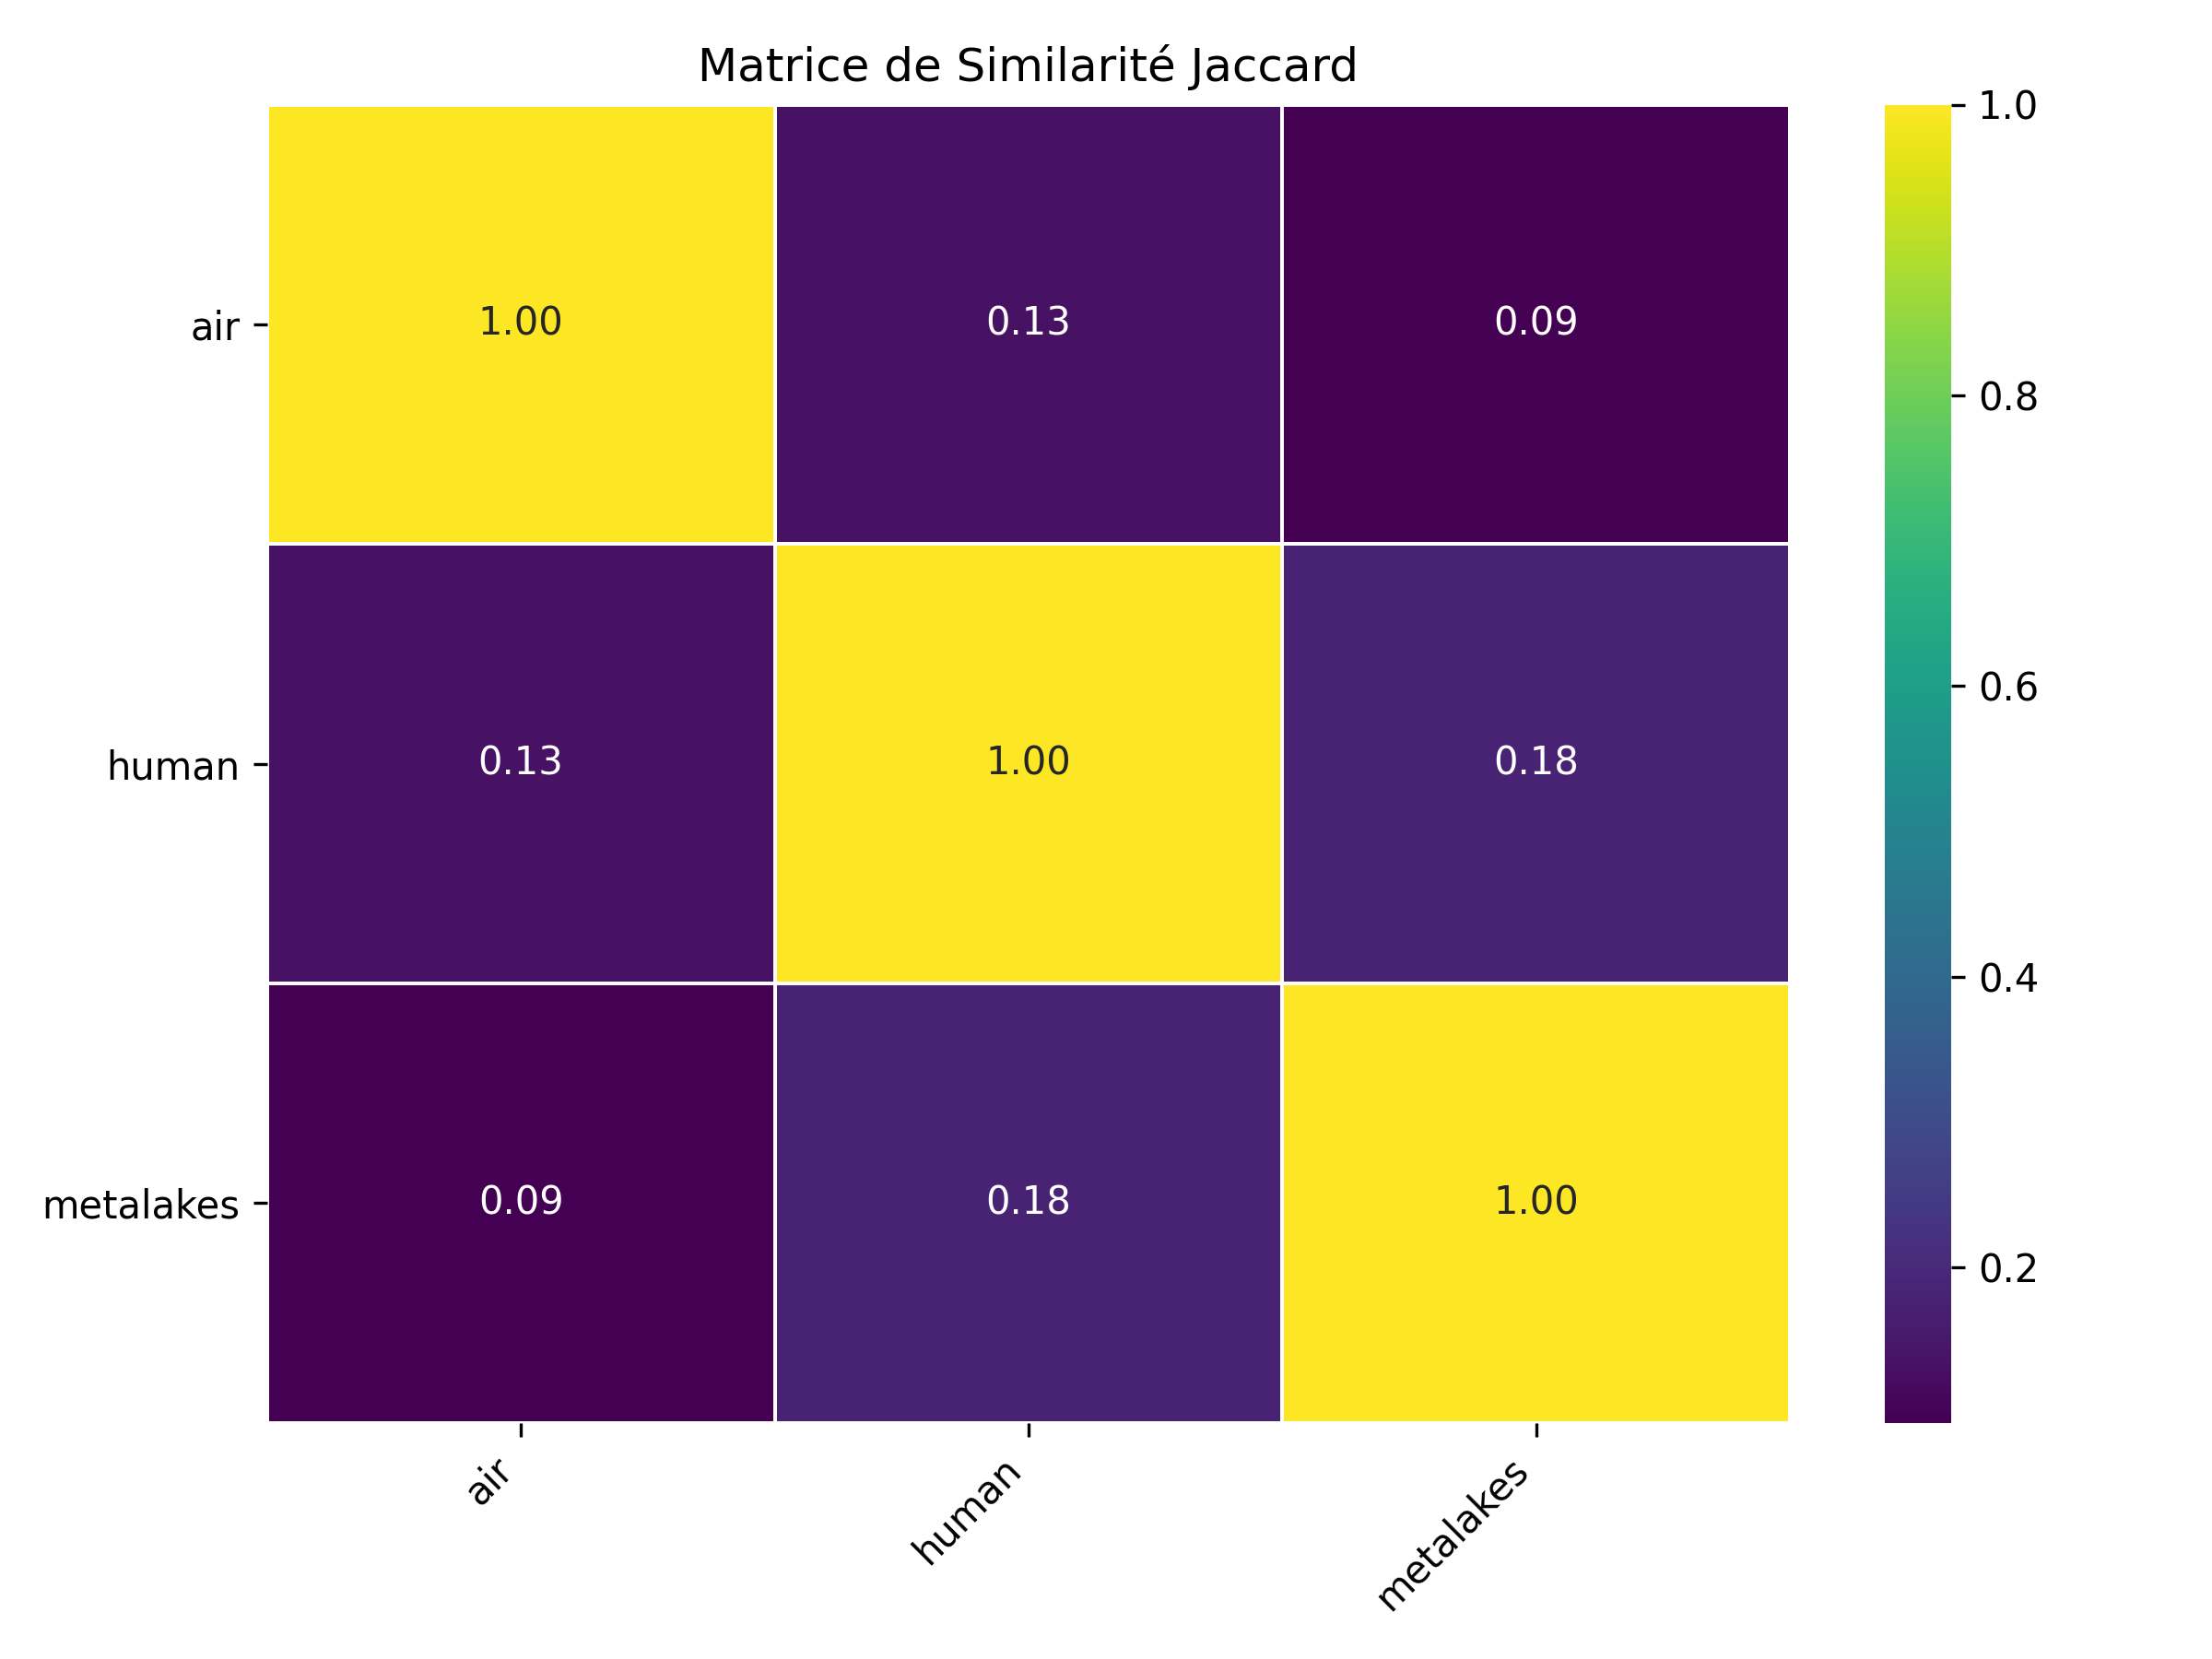 Matrice de Similarité Jaccard
air 1.00 0.13 0.09
human 0.13 1.00 0.18
metalakes 0.09 0.18 1.00
air human metalakes
1.0
0.8
0.6
0.4
0.2